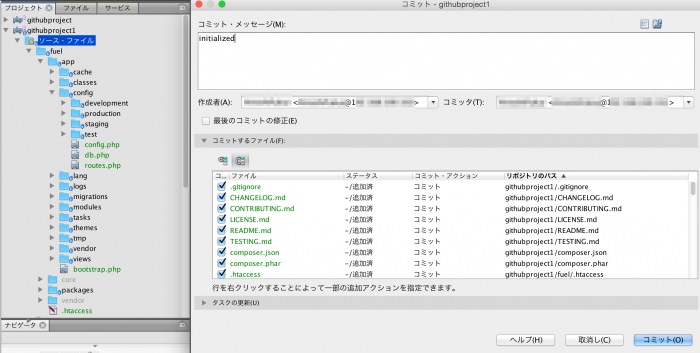 プロジェクト
ファイル
サービス
githubproject
githubproject1
ソース・ファイル
fuel
app
cache
classes
config
development
production
staging
test
config.php
db.php
routes.php
lang
logs
migrations
modules
tasks
themes
tmp
vendor
views
bootstrap.php
core
packages
vendor
.htaccess
ナビゲータ
コミット - githubproject1
コミット・メッセージ(M):
initialized
作成者(A): < @1 > コミッタ(T): < @1 >
最後のコミットの修正(E)
コミットするファイル(F):
コ... ファイル ステータス コミット・アクション リポジトリのパス ▲
.gitignore -/追加済 コミット githubproject1/.gitignore
CHANGELOG.md -/追加済 コミット githubproject1/CHANGELOG.md
CONTRIBUTING.md -/追加済 コミット githubproject1/CONTRIBUTING.md
LICENSE.md -/追加済 コミット githubproject1/LICENSE.md
README.md -/追加済 コミット githubproject1/README.md
TESTING.md -/追加済 コミット githubproject1/TESTING.md
composer.json -/追加済 コミット githubproject1/composer.json
composer.phar -/追加済 コミット githubproject1/composer.phar
.htaccess -/追加済 コミット githubproject1/fuel/.htaccess
行を右クリックすることによって一部の追加アクションを指定できます。
タスクの更新(U)
ヘルプ(H) 取消し(C) コミット(O)